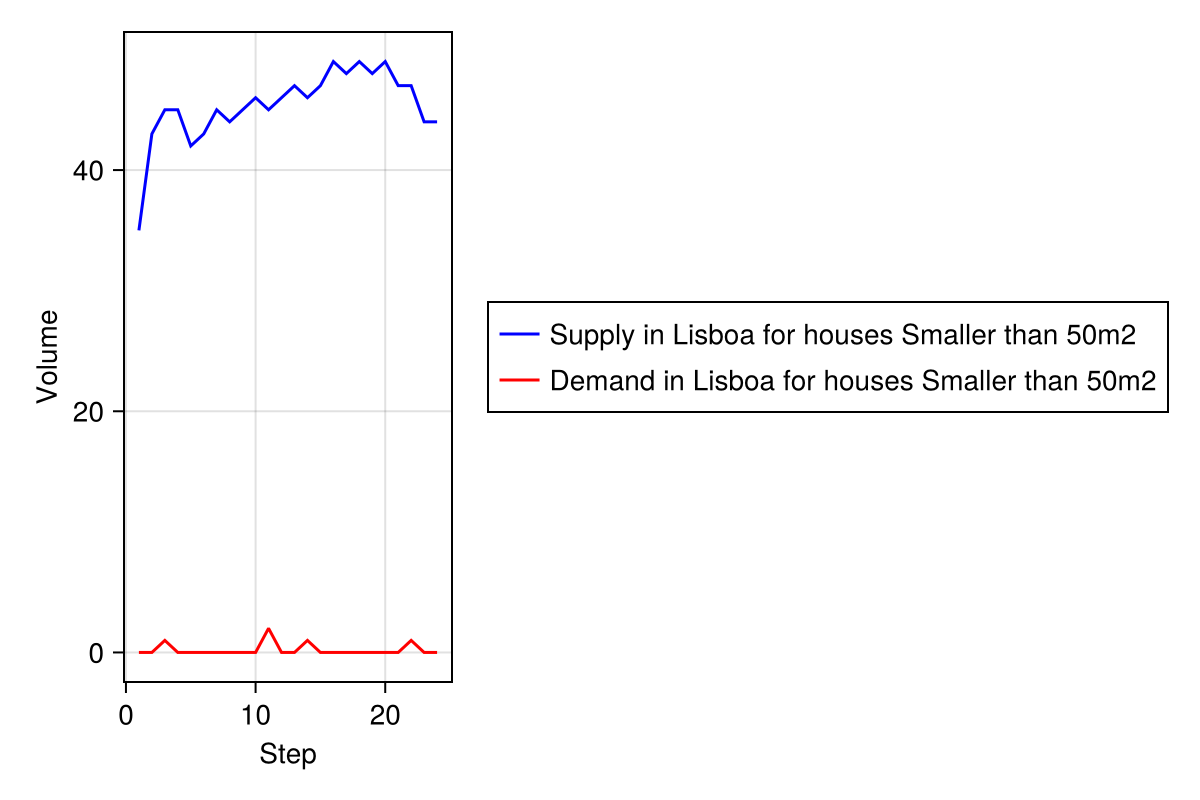 40
20
0
Volume
0 10 20
Step
Supply in Lisboa for houses Smaller than 50m2
Demand in Lisboa for houses Smaller than 50m2